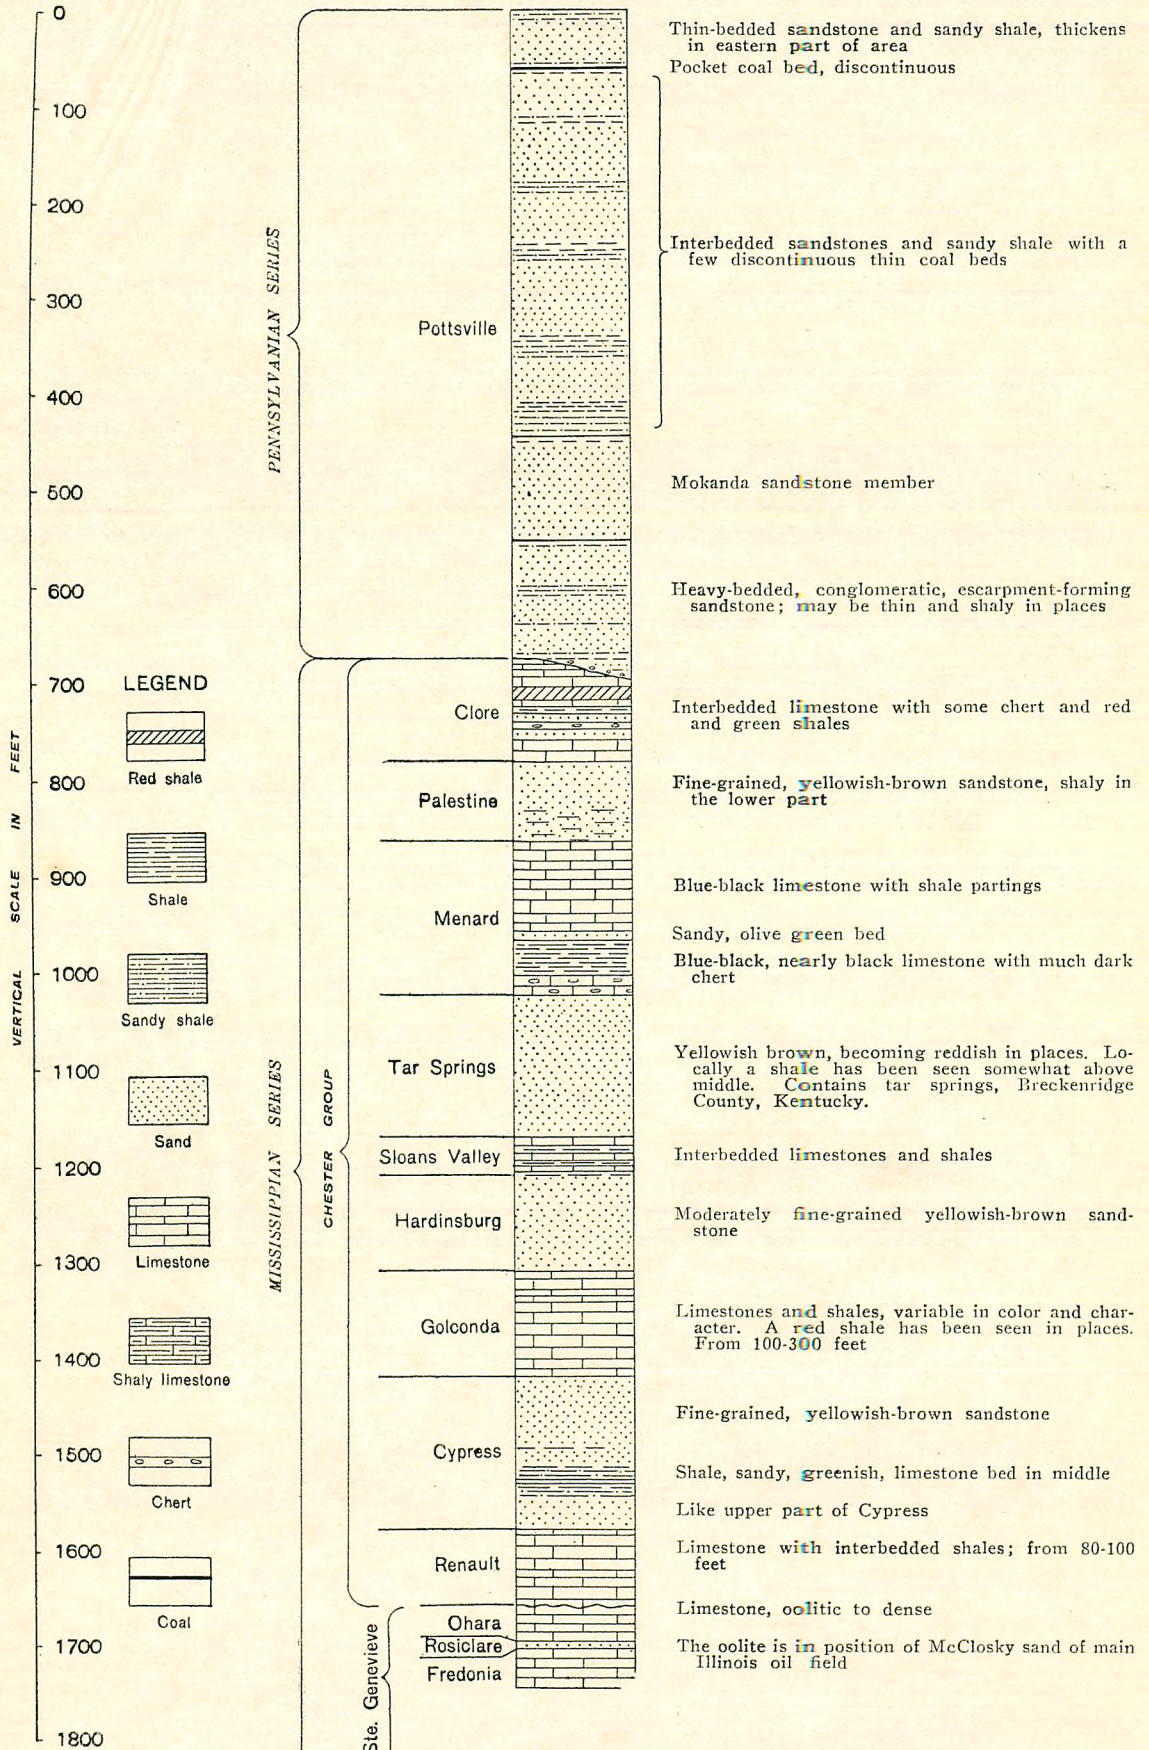 0
100
200
300
400
500
600
700
800
900
1000
1100
1200
1300
1400
1500
1600
1700
1800
VERTICAL SCALE IN FEET
LEGEND
Red shale
Shale
Sandy shale
Sand
Limestone
Shaly limestone
Chert
Coal
PENNSYLVANIAN SERIES
MISSISSIPPIAN SERIES
CHESTER GROUP
Ste. Genevieve
Pottsville
Clore
Palestine
Menard
Tar Springs
Sloans Valley
Hardinsburg
Golconda
Cypress
Renault
Ohara
Rosiclare
Fredonia
Thin-bedded sandstone and sandy shale, thickens
in eastern part of area
Pocket coal bed, discontinuous
Interbedded sandstones and sandy shale with a
few discontinuous thin coal beds
Mokanda sandstone member
Heavy-bedded, conglomeratic, escarpment-forming
sandstone; may be thin and shaly in places
Interbedded limestone with some chert and red
and green shales
Fine-grained, yellowish-brown sandstone, shaly in
the lower part
Blue-black limestone with shale partings
Sandy, olive green bed
Blue-black, nearly black limestone with much dark
chert
Yellowish brown, becoming reddish in places. Lo-
cally a shale has been seen somewhat above
middle. Contains tar springs, Breckenridge
County, Kentucky.
Interbedded limestones and shales
Moderately fine-grained yellowish-brown sand-
stone
Limestones and shales, variable in color and char-
acter. A red shale has been seen in places.
From 100-300 feet
Fine-grained, yellowish-brown sandstone
Shale, sandy, greenish, limestone bed in middle
Like upper part of Cypress
Limestone with interbedded shales; from 80-100
feet
Limestone, oolitic to dense
The oolite is in position of McClosky sand of main
Illinois oil field